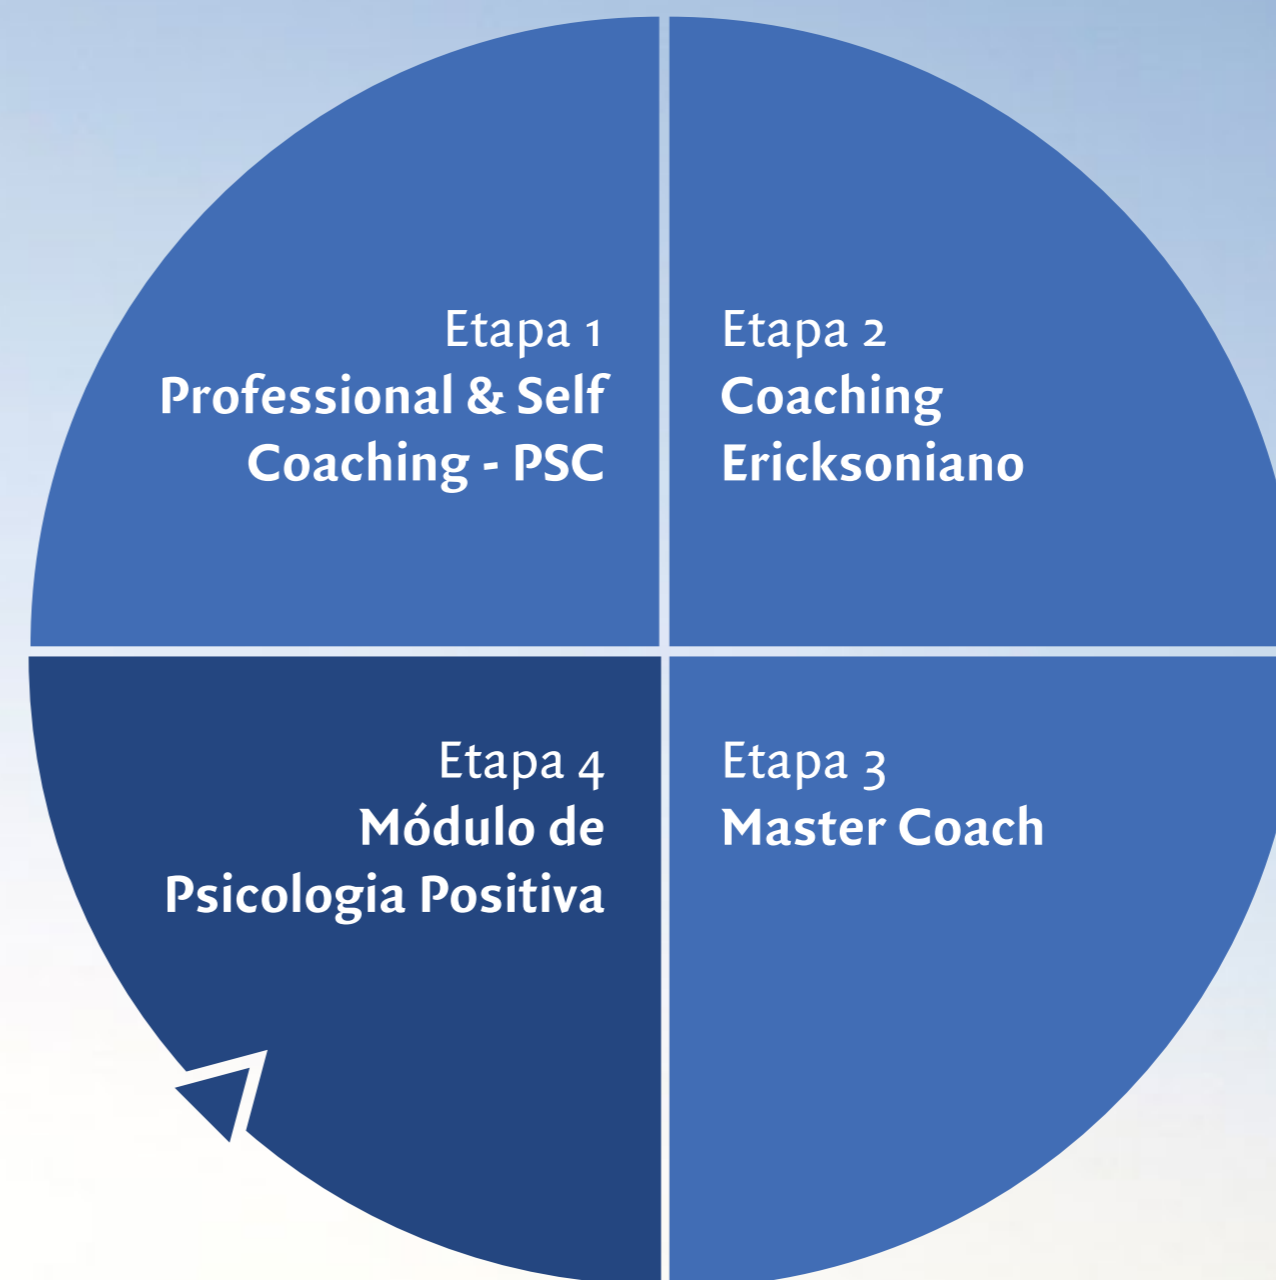 Etapa 1
Professional & Self
Coaching - PSC
Etapa 2
Coaching
Ericksoniano
Etapa 4
Módulo de
Psicologia Positiva
Etapa 3
Master Coach